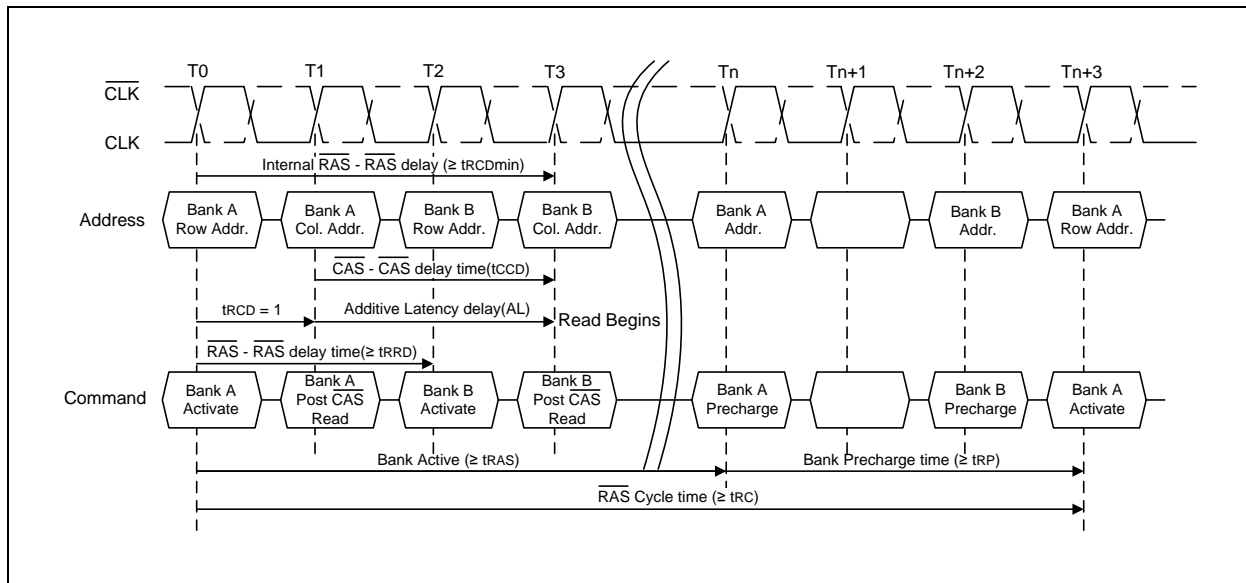 T0 T1 T2 T3 Tn Tn+1 Tn+2 Tn+3
CLK
CLK
Internal RAS - RAS delay (≥ tRCDmin)
Address
Bank A
Row Addr.
Bank A
Col. Addr.
Bank B
Row Addr.
Bank B
Col. Addr.
Bank A
Addr.
Bank B
Addr.
Bank A
Row Addr.
CAS - CAS delay time(tCCD)
tRCD = 1
Additive Latency delay(AL)
Read Begins
RAS - RAS delay time(≥ tRRD)
Command
Bank A
Activate
Bank A
Post CAS
Read
Bank B
Activate
Bank B
Post CAS
Read
Bank A
Precharge
Bank B
Precharge
Bank A
Activate
Bank Active (≥ tRAS)
Bank Precharge time (≥ tRP)
RAS Cycle time (≥ tRC)